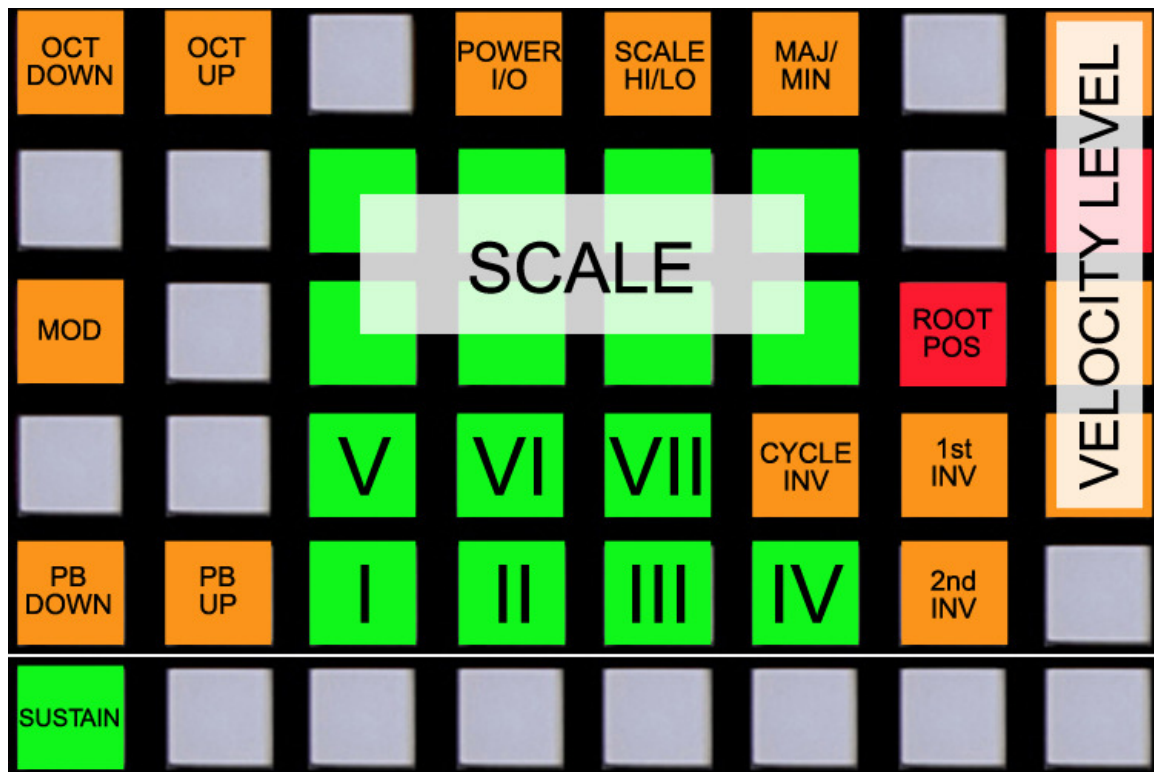 OCT
DOWN
OCT
UP
POWER
I/O
SCALE
HI/LO
MAJ/
MIN
VELOCITY LEVEL
SCALE
MOD
ROOT
POS
V
VI
VII
CYCLE
INV
1st
INV
PB
DOWN
PB
UP
I
II
III
IV
2nd
INV
SUSTAIN